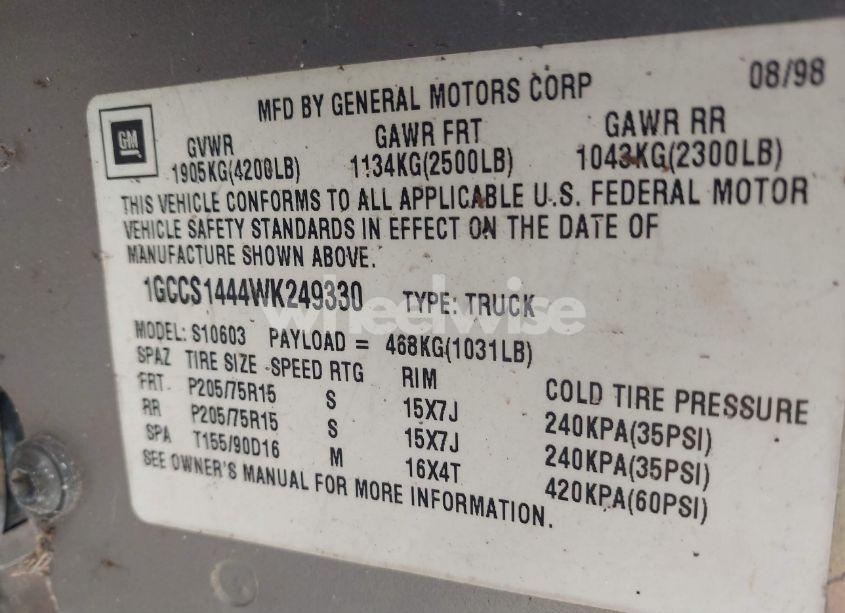 MFD BY GENERAL MOTORS CORP 08/98
GM
GVWR GAWR FRT GAWR RR
1905KG(4200LB) 1134KG(2500LB) 1043KG(2300LB)
THIS VEHICLE CONFORMS TO ALL APPLICABLE U.S. FEDERAL MOTOR
VEHICLE SAFETY STANDARDS IN EFFECT ON THE DATE OF
MANUFACTURE SHOWN ABOVE.
1GCCS1444WK249330 TYPE: TRUCK
wheelwise
MODEL: S10603 PAYLOAD = 468KG(1031LB)
SPAZ TIRE SIZE SPEED RTG RIM COLD TIRE PRESSURE
FRT. P205/75R15 S 15X7J 240KPA(35PSI)
RR P205/75R15 S 15X7J 240KPA(35PSI)
SPA T155/90D16 M 16X4T 420KPA(60PSI)
SEE OWNER'S MANUAL FOR MORE INFORMATION.